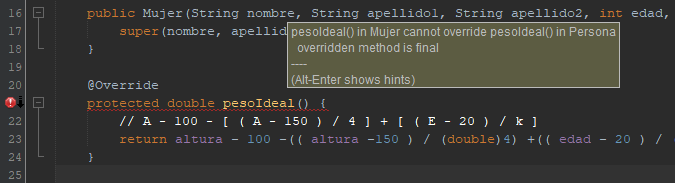 16 public Mujer(String nombre, String apellido1, String apellido2, int edad,
17 super(nombre, apellid
pesoIdeal() in Mujer cannot override pesoIdeal() in Persona
overridden method is final
----
(Alt-Enter shows hints)
18 }
19
20 @Override
protected double pesoIdeal() {
22 // A - 100 - [ ( A - 150 ) / 4 ] + [ ( E - 20 ) / k ]
23 return altura - 100 -(( altura -150 ) / (double)4) +(( edad - 20 ) /
24 }
25